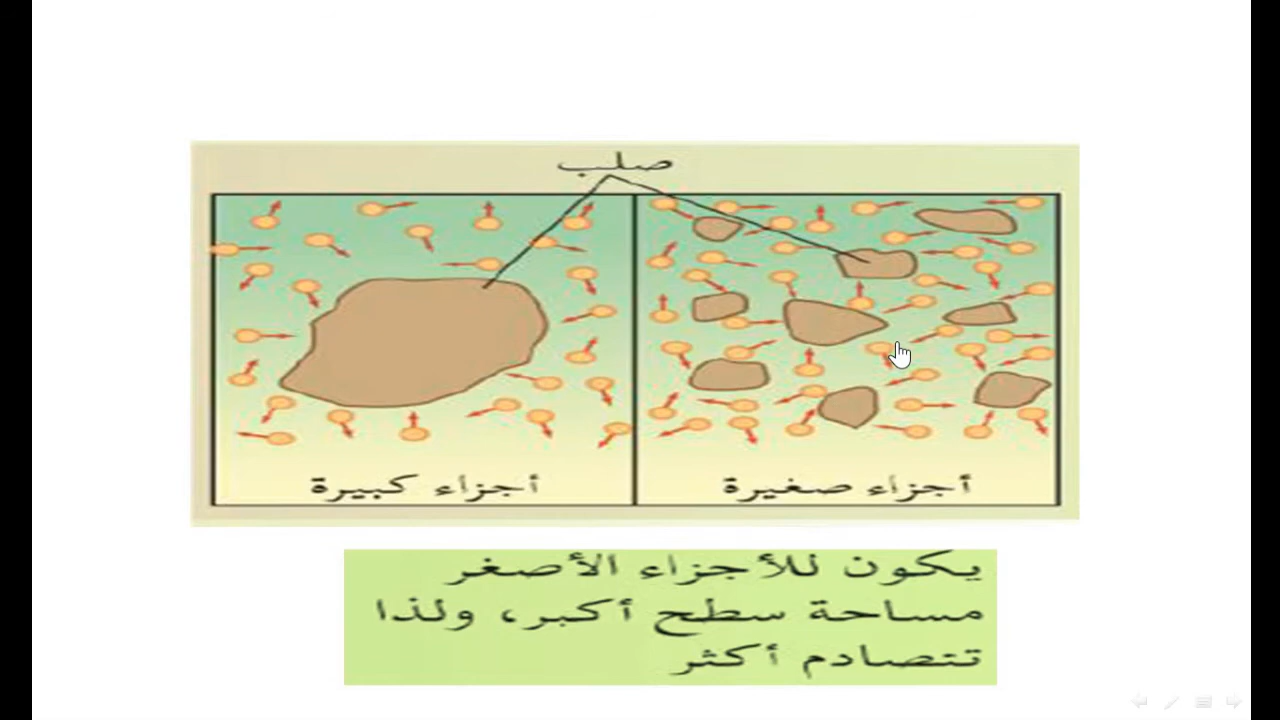 صلب
أجزاء صغيرة
أجزاء كبيرة
يكون للأجزاء الأصغر
مساحة سطح أكبر، ولذا
تتصادم أكثر